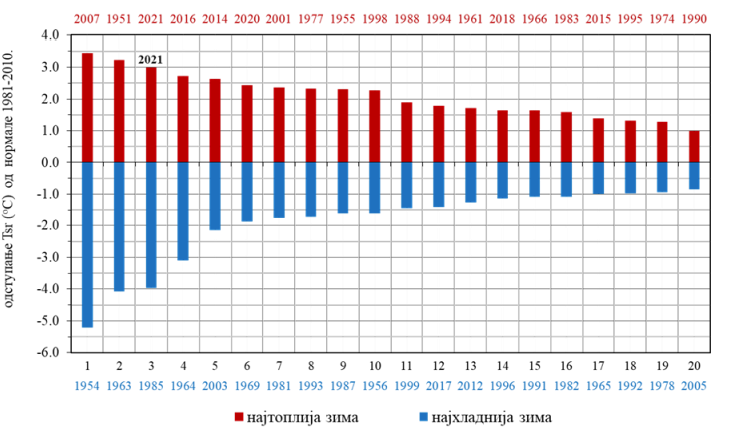 2007 1951 2021 2016 2014 2020 2001 1977 1955 1998 1988 1994 1961 2018 1966 1983 2015 1995 1974 1990
4.0
2021
3.0
2.0
1.0
0.0
-1.0
-2.0
-3.0
-4.0
-5.0
-6.0
одступање Tsr (°C) од нормале 1981-2010.
1 2 3 4 5 6 7 8 9 10 11 12 13 14 15 16 17 18 19 20
1954 1963 1985 1964 2003 1969 1981 1993 1987 1956 1999 2017 2012 1996 1991 1982 1965 1992 1978 2005
најтоплија зима најхладнија зима